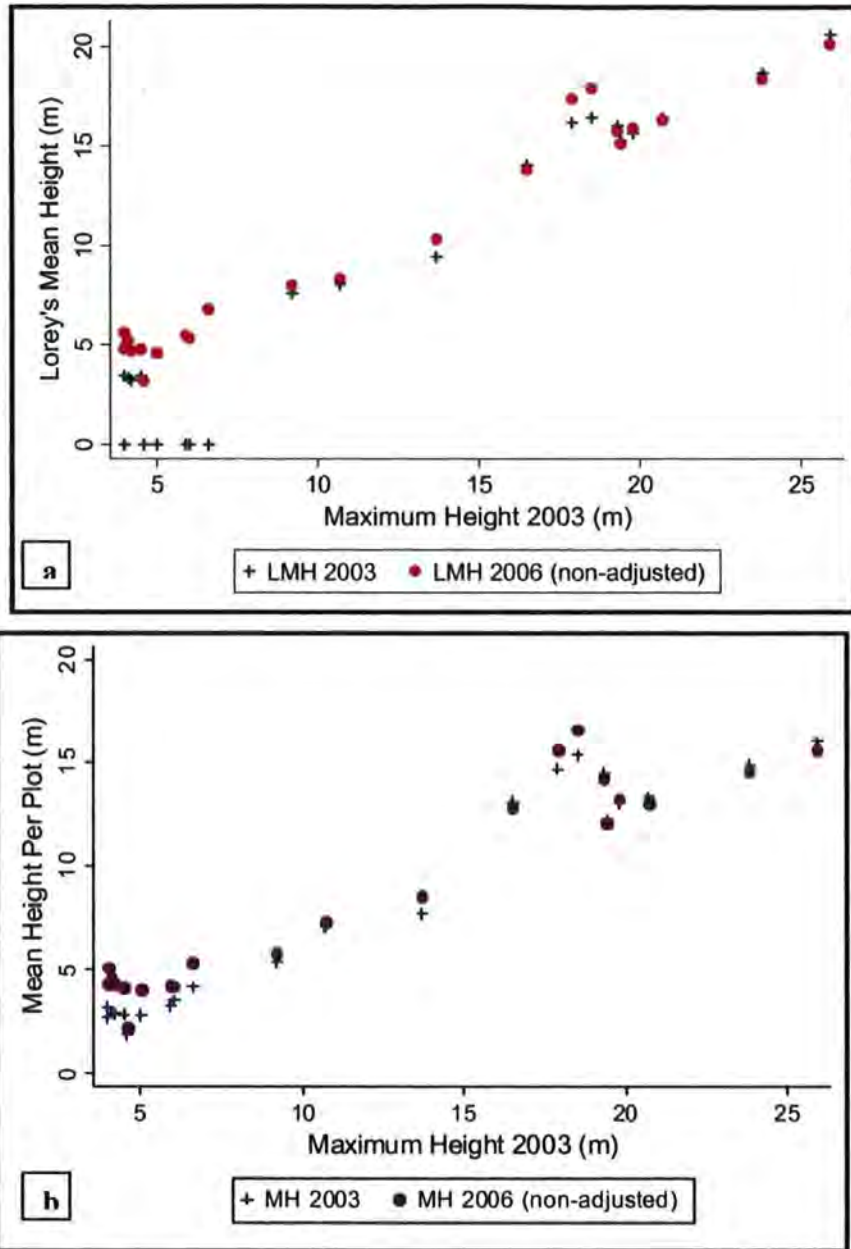 20
15
10
5
0
Lorey's Mean Height (m)
5 10 15 20 25
Maximum Height 2003 (m)
a
+ LMH 2003 ● LMH 2006 (non-adjusted)
20
15
10
5
0
Mean Height Per Plot (m)
5 10 15 20 25
Maximum Height 2003 (m)
b
+ MH 2003 ● MH 2006 (non-adjusted)